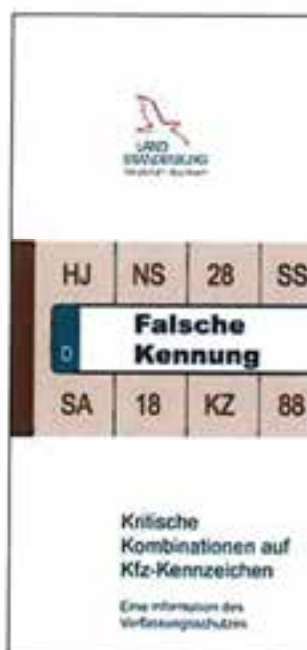 LAND
BRANDENBURG
HJ NS 28 SS
D Falsche
Kennung
SA 18 KZ 88
Kritische
Kombinationen auf
Kfz-Kennzeichen
Eine Information des
Verfassungsschutzes